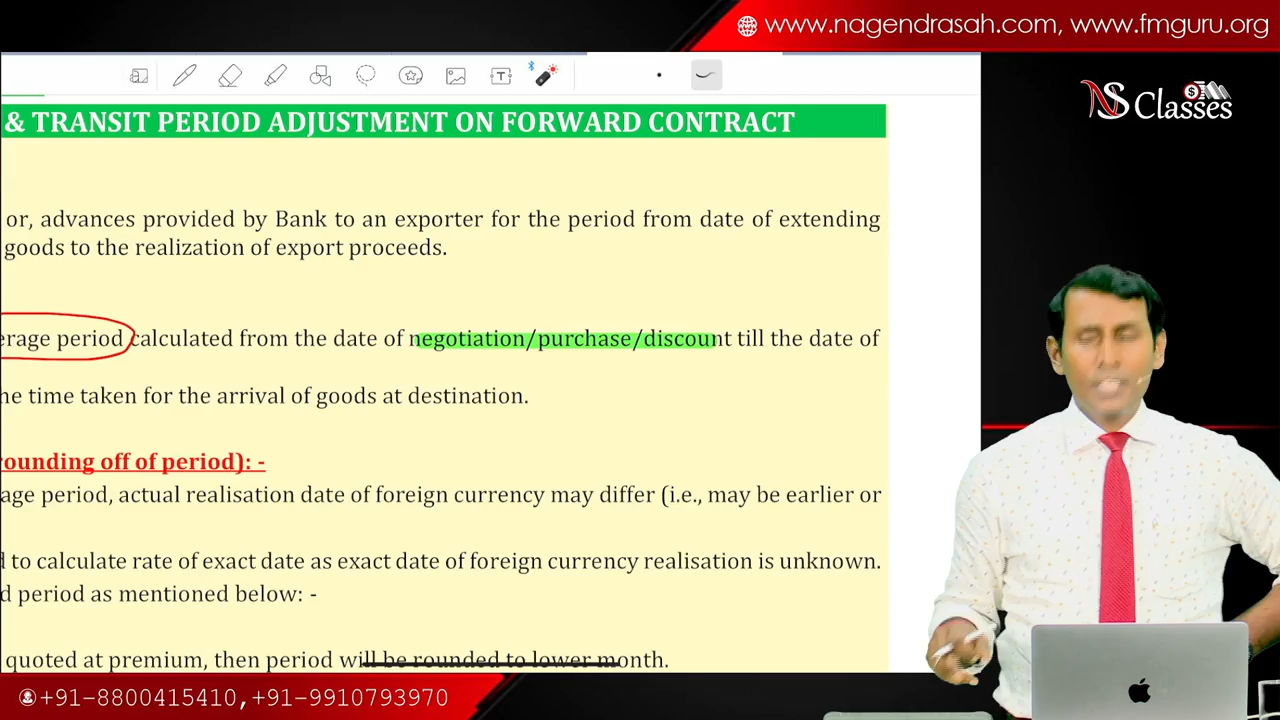 www.nagendrasah.com, www.fmguru.org
NS Classes
& TRANSIT PERIOD ADJUSTMENT ON FORWARD CONTRACT
or, advances provided by Bank to an exporter for the period from date of extending
goods to the realization of export proceeds.
erage period calculated from the date of negotiation/purchase/discount till the date of
he time taken for the arrival of goods at destination.
rounding off of period): -
age period, actual realisation date of foreign currency may differ (i.e., may be earlier or
d to calculate rate of exact date as exact date of foreign currency realisation is unknown.
d period as mentioned below: -
quoted at premium, then period will be rounded to lower month.
+91-8800415410,+91-9910793970